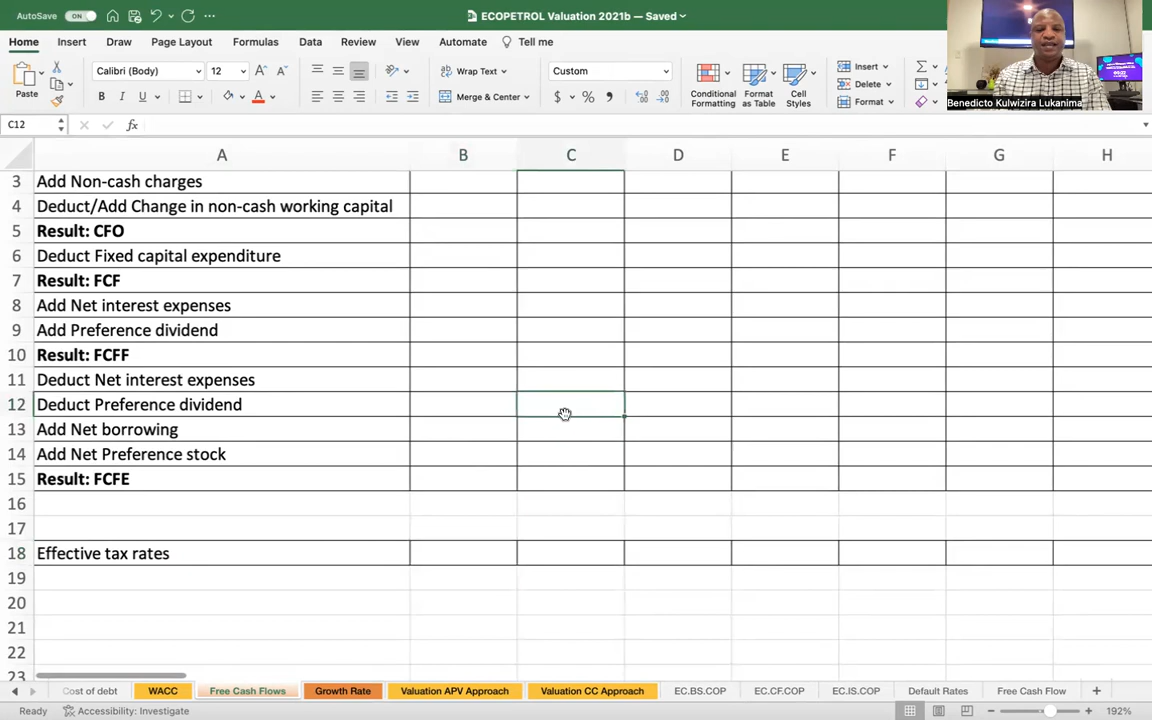 AutoSave ON ECOPETROL Valuation 2021b — Saved
Home Insert Draw Page Layout Formulas Data Review View Automate Tell me
Paste Calibri (Body) 12 Wrap Text Custom Insert
B I U A Merge & Center $ % Conditional Formatting Format as Table Cell Styles Delete Format
Benedicto Kulwizira Lukanima
C12 fx
A B C D E F G H
3 Add Non-cash charges
4 Deduct/Add Change in non-cash working capital
5 Result: CFO
6 Deduct Fixed capital expenditure
7 Result: FCF
8 Add Net interest expenses
9 Add Preference dividend
10 Result: FCFF
11 Deduct Net interest expenses
12 Deduct Preference dividend
13 Add Net borrowing
14 Add Net Preference stock
15 Result: FCFE
16
17
18 Effective tax rates
19
20
21
22
23
Cost of debt WACC Free Cash Flows Growth Rate Valuation APV Approach Valuation CC Approach EC.BS.COP EC.CF.COP EC.IS.COP Default Rates Free Cash Flow +
Ready Accessibility: Investigate 192%